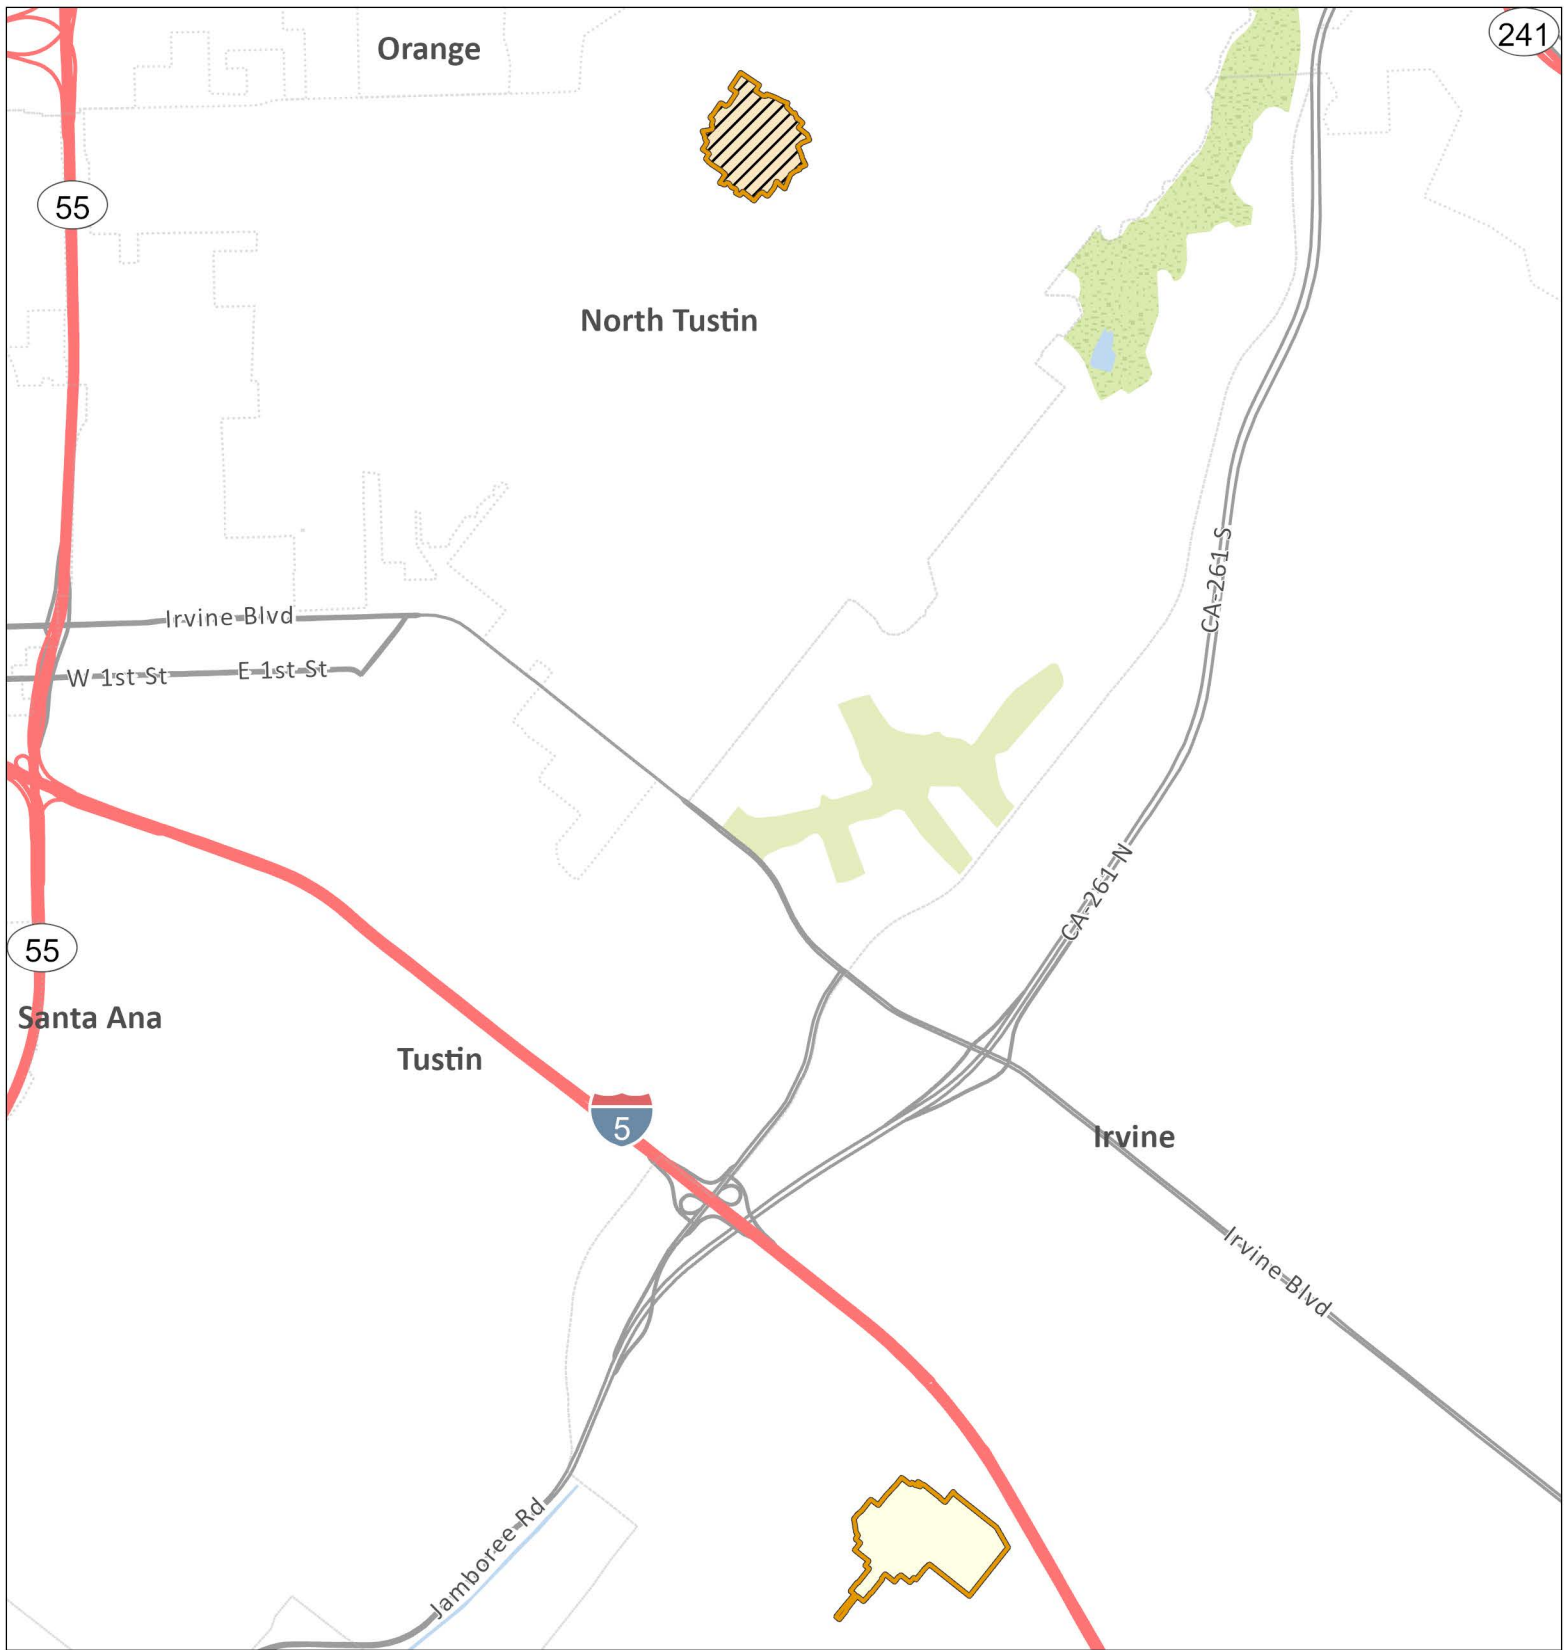 241
Orange
55
North Tustin
CA-261 S
Irvine Blvd
W 1st St
E 1st St
CA-261 N
55
Santa Ana
Tustin
5
Irvine
Irvine Blvd
Jamboree Rd